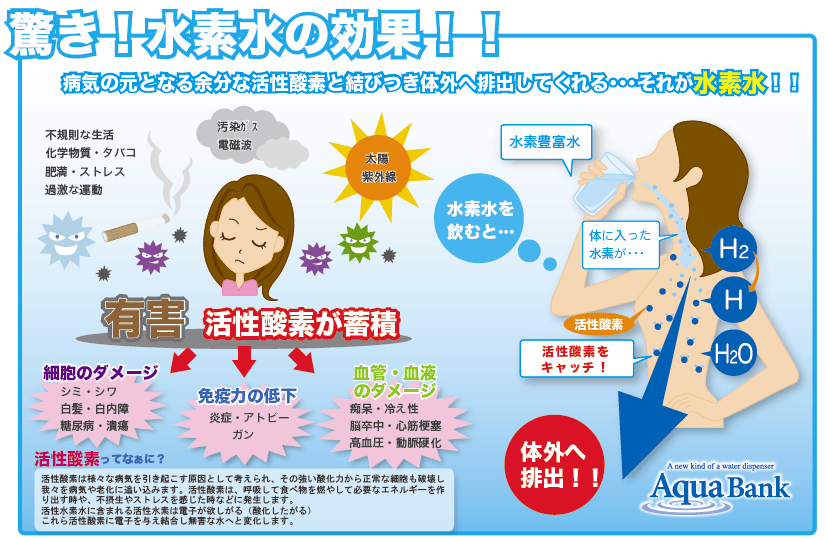 驚き！水素水の効果！！
病気の元となる余分な活性酸素と結びつき体外へ排出してくれる･･･それが水素水！！
不規則な生活
化学物質・タバコ
肥満・ストレス
過激な運動
汚染ｶﾞｽ
電磁波
太陽
紫外線
有害 活性酸素が蓄積
細胞のダメージ
シミ・シワ
白髪・白内障
糖尿病・潰瘍
免疫力の低下
炎症・アトピー
ガン
血管・血液
のダメージ
痴呆・冷え性
脳卒中・心筋梗塞
高血圧・動脈硬化
活性酸素ってなぁに？
活性酸素は様々な病気を引き起こす原因として考えられ、その強い酸化力から正常な細胞も破壊し
我々を病気や老化に追い込みます。活性酸素は、呼吸して食べ物を燃やして必要なエネルギーを作
り出す時や、不摂生やストレスを感じた時などに発生します。
活性水素水に含まれる活性水素は電子が欲しがる（酸化したがる）
これら活性酸素に電子を与え結合し無害な水へと変化します。
水素豊富水
水素水を
飲むと･･･
体に入った
水素が･･･
H2
H
H2O
活性酸素
活性酸素を
キャッチ！
体外へ
排出！！
A new kind of a water dispenser
Aqua Bank